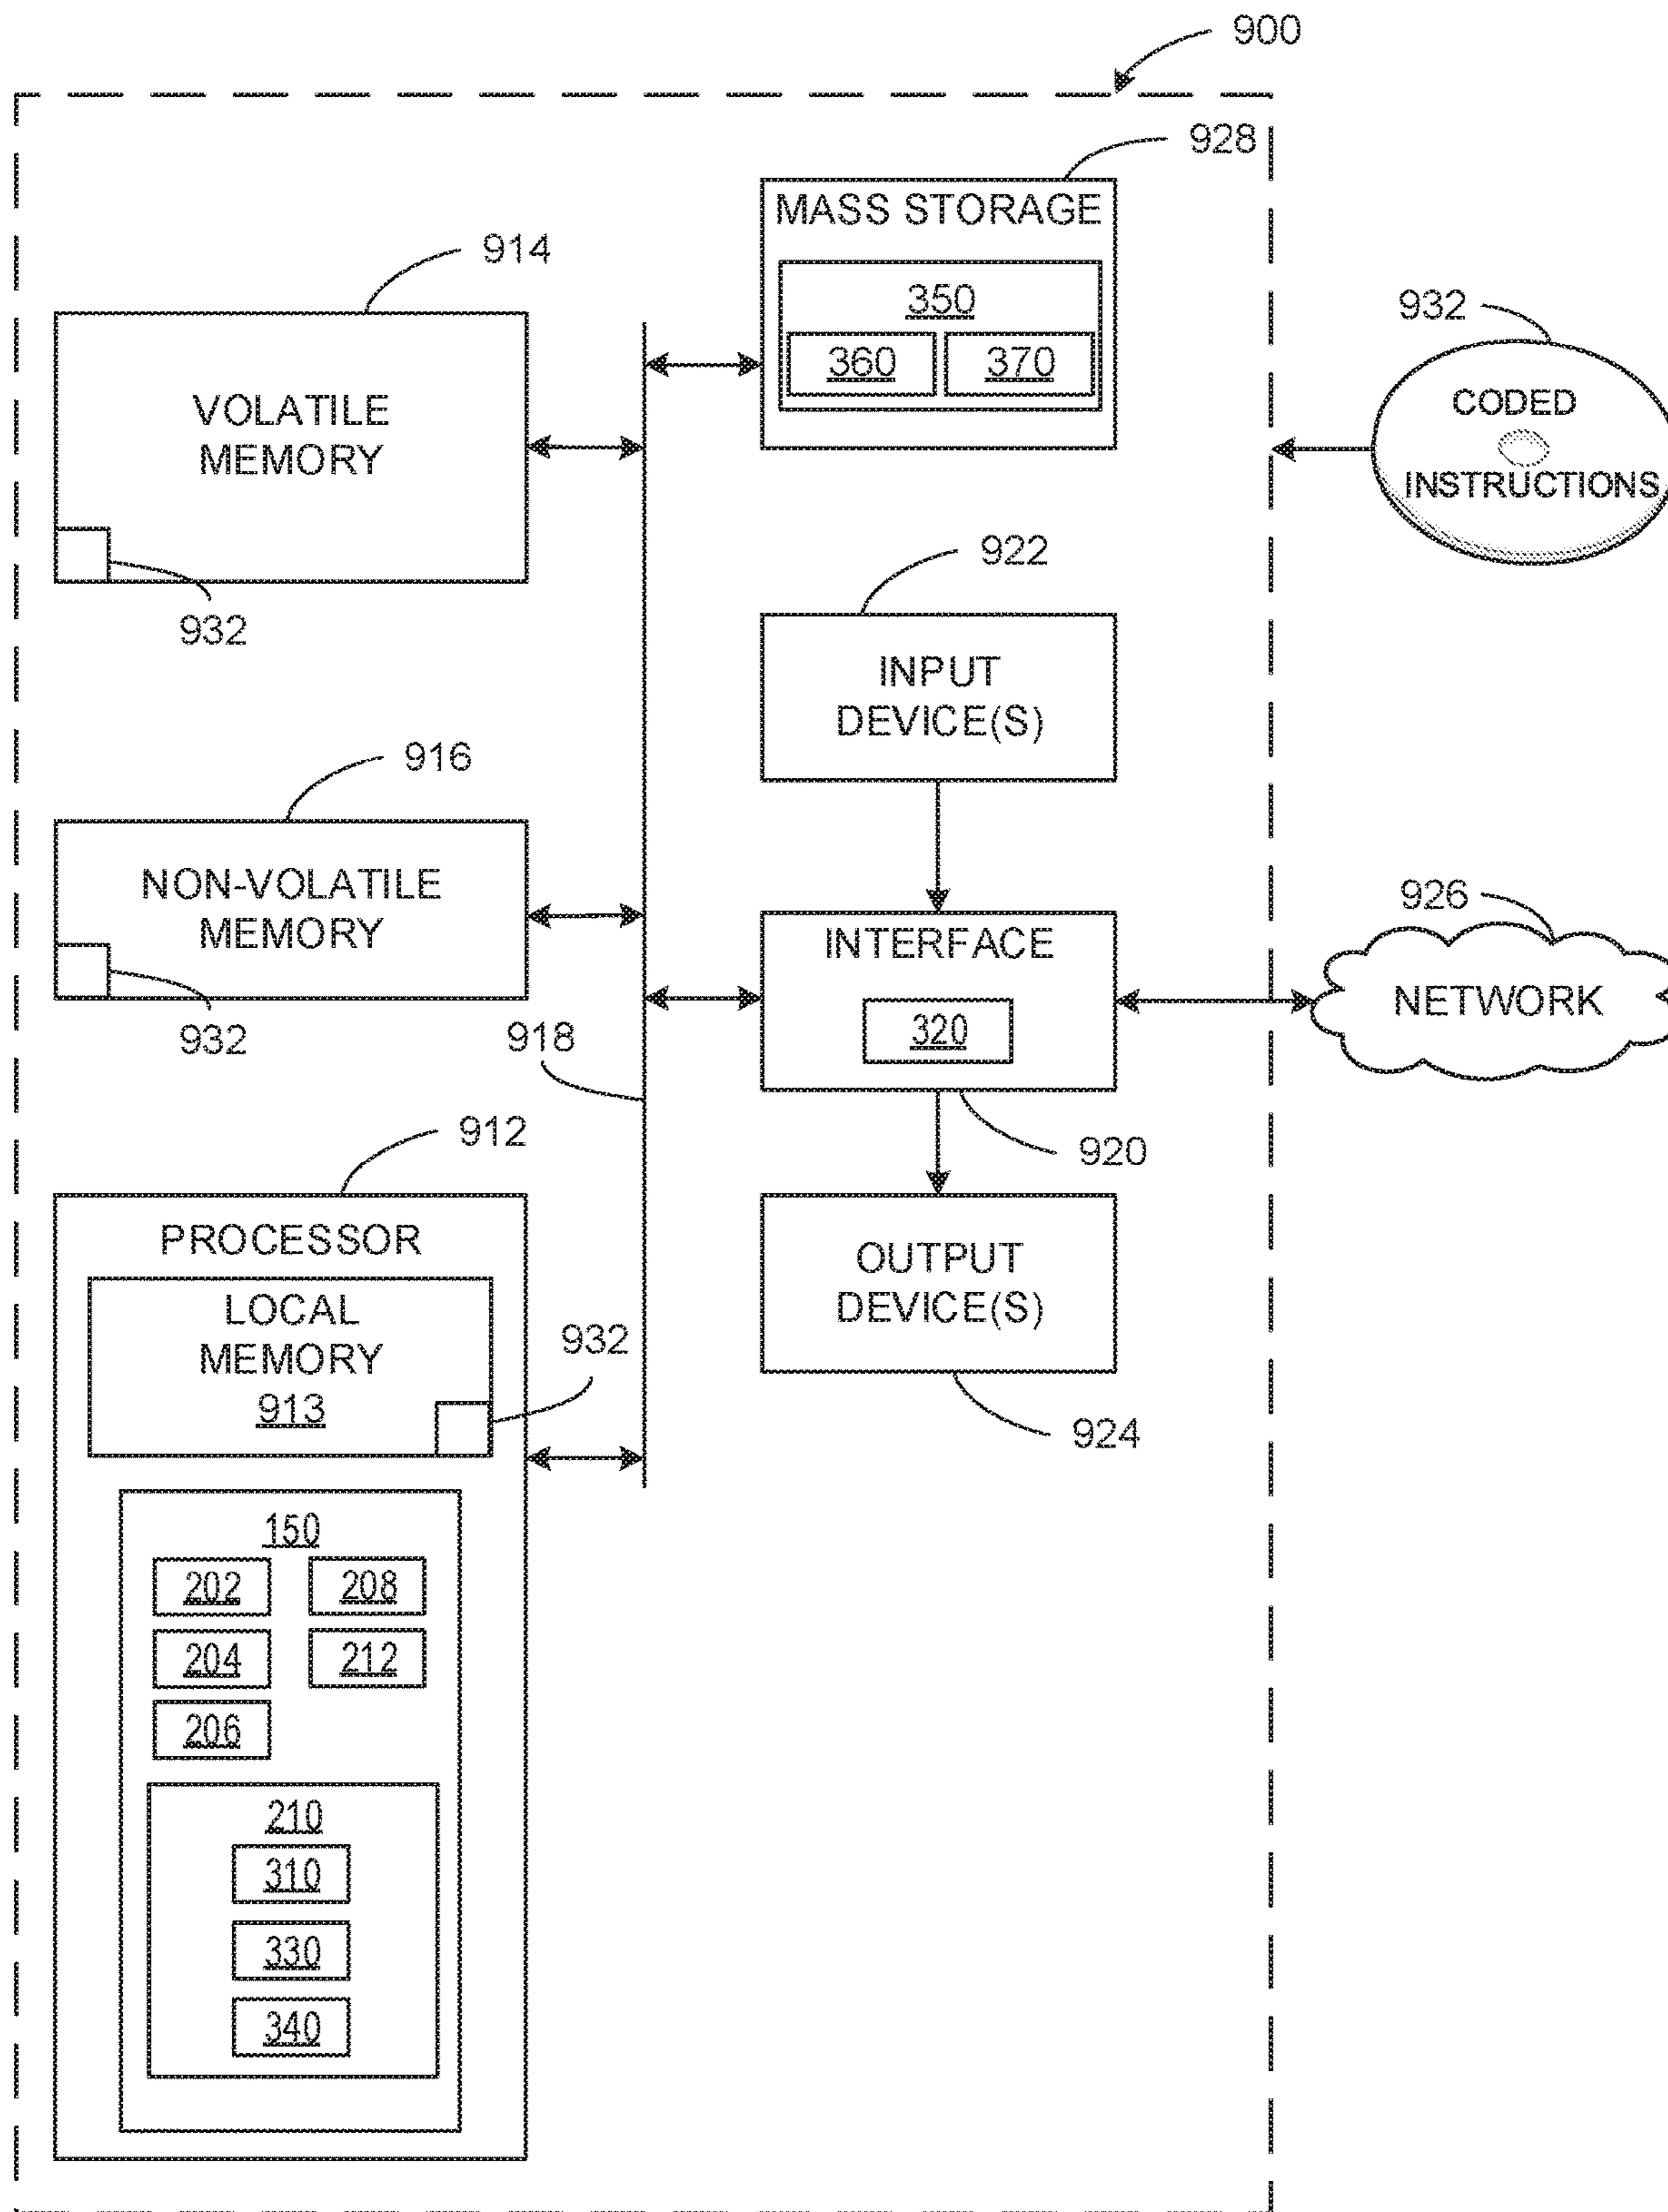 900
928
MASS STORAGE
350
360
370
914
VOLATILE
MEMORY
932
932
CODED
INSTRUCTIONS
922
INPUT
DEVICE(S)
916
NON-VOLATILE
MEMORY
932
918
INTERFACE
320
920
926
NETWORK
912
PROCESSOR
LOCAL
MEMORY
913
932
OUTPUT
DEVICE(S)
924
150
202
208
204
212
206
210
310
330
340